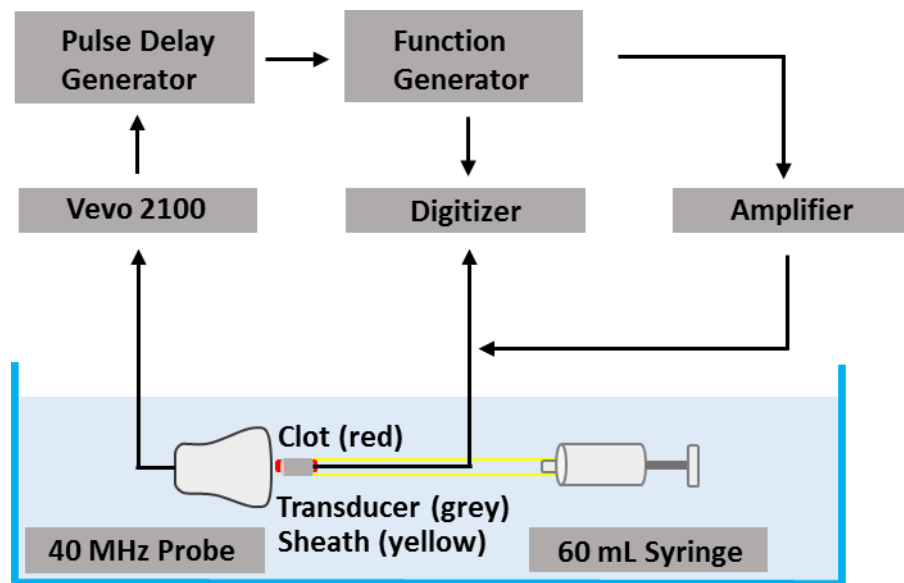 Pulse Delay
Generator
Function
Generator
Vevo 2100
Digitizer
Amplifier
Clot (red)
Transducer (grey)
Sheath (yellow)
40 MHz Probe
60 mL Syringe